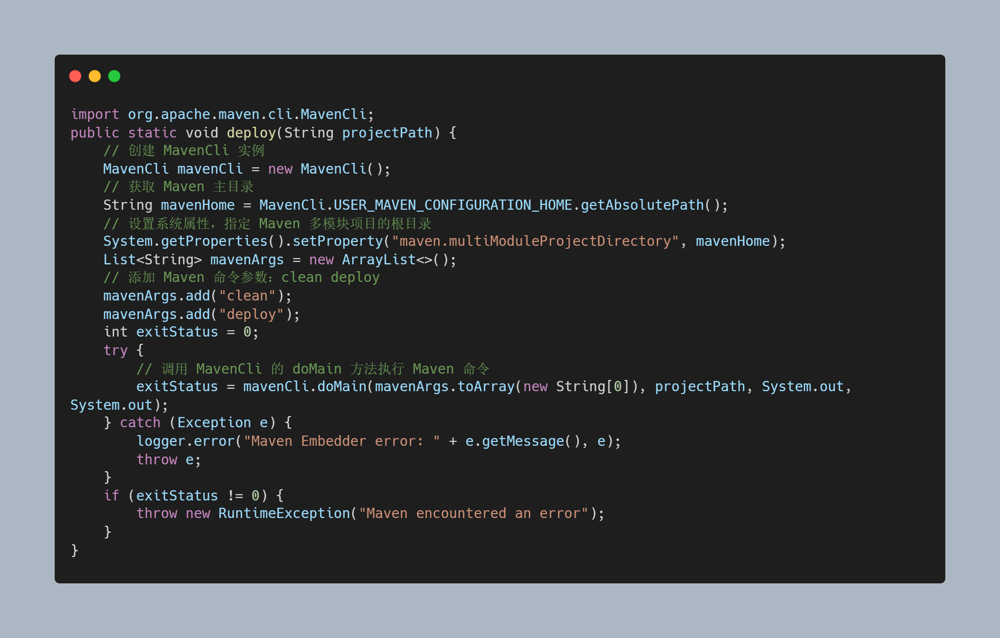 import org.apache.maven.cli.MavenCli;
public static void deploy(String projectPath) {
    // 创建 MavenCli 实例
    MavenCli mavenCli = new MavenCli();
    // 获取 Maven 主目录
    String mavenHome = MavenCli.USER_MAVEN_CONFIGURATION_HOME.getAbsolutePath();
    // 设置系统属性，指定 Maven 多模块项目的根目录
    System.getProperties().setProperty("maven.multiModuleProjectDirectory", mavenHome);
    List<String> mavenArgs = new ArrayList<>();
    // 添加 Maven 命令参数：clean deploy
    mavenArgs.add("clean");
    mavenArgs.add("deploy");
    int exitStatus = 0;
    try {
        // 调用 MavenCli 的 doMain 方法执行 Maven 命令
        exitStatus = mavenCli.doMain(mavenArgs.toArray(new String[0]), projectPath, System.out,
System.out);
    } catch (Exception e) {
        logger.error("Maven Embedder error: " + e.getMessage(), e);
        throw e;
    }
    if (exitStatus != 0) {
        throw new RuntimeException("Maven encountered an error");
    }
}